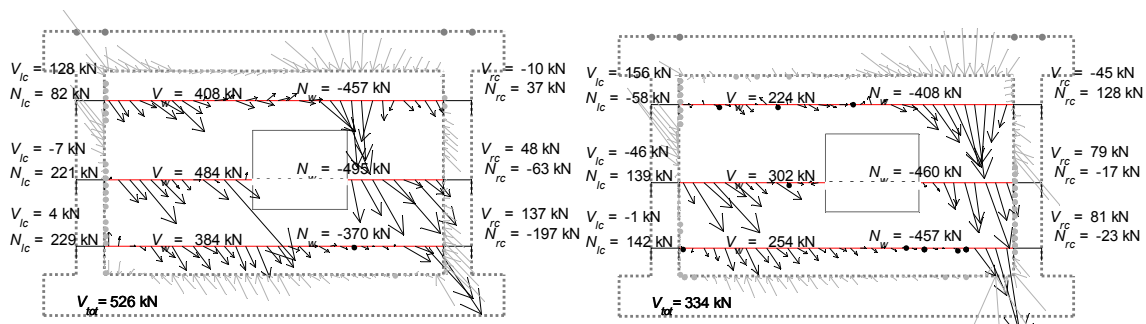 V_lc = 128 kN
N_lc = 82 kN
V_w = 408 kN
N_w = -457 kN
V_rc = -10 kN
N_rc = 37 kN
V_lc = -7 kN
N_lc = 221 kN
V_w = 484 kN
N_w = -495 kN
V_rc = 48 kN
N_rc = -63 kN
V_lc = 4 kN
N_lc = 229 kN
V_w = 384 kN
N_w = -370 kN
V_rc = 137 kN
N_rc = -197 kN
V_tot = 526 kN
V_lc = 156 kN
N_lc = -58 kN
V_w = 224 kN
N_w = -408 kN
V_rc = -45 kN
N_rc = 128 kN
V_lc = -46 kN
N_lc = 139 kN
V_w = 302 kN
N_w = -460 kN
V_rc = 79 kN
N_rc = -17 kN
V_lc = -1 kN
N_lc = 142 kN
V_w = 254 kN
N_w = -457 kN
V_rc = 81 kN
N_rc = -23 kN
V_tot = 334 kN